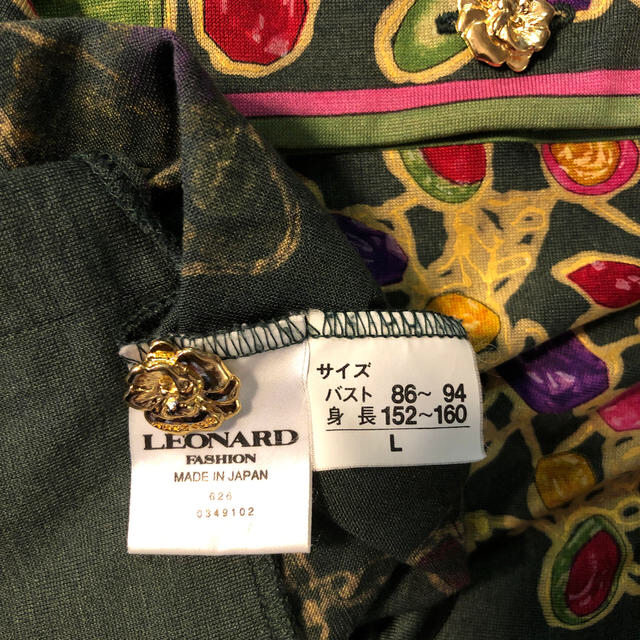 LEONARD
FASHION
MADE IN JAPAN
626
0349102
サイズ
バスト 86〜 94
身 長 152〜160
L